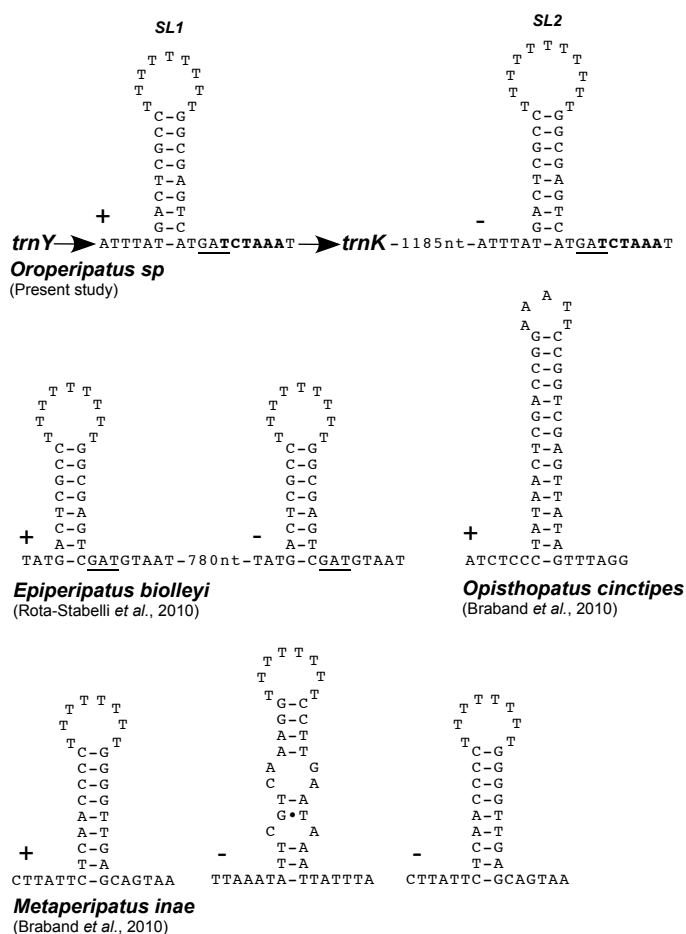 SL1 SL2
T T T T T T T T T
T T T T
T T T T
T T T T
C-G C-G
C-G C-G
G-C G-C
C-G C-G
T-A T-A
C-G C-G
A-T A-T
+ G-C - G-C
trnY ATTTAT-ATGATCTAAAT trnK -1185nt-ATTTAT-ATGATCTAAAT
Oroperipatus sp
(Present study)
A
A T
A T
G-C
G-C
C-G
C-G
A-T
G-C
C-G
T-A
C-G
A-T
A-T
T-A
A-T
+ T-A
ATCTCCC-GTTTAGG
Opisthopatus cinctipes
(Braband et al., 2010)
T T T T T T T T
T T T T
T T T T
T T T T
C-G C-G
C-G C-G
G-C G-C
C-G C-G
T-A T-A
C-G C-G
+ A-T - A-T
TATG-CGATGTAAT-780nt-TATG-CGATGTAAT
Epiperipatus biolleyi
(Rota-Stabelli et al., 2010)
T T T T
T T
T T
T T T T
T T
T T
C-G
C-G
C-G
C-G
A-T
A-T
C-G
+ T-A
CTTATTC-GCAGTAA
T T T T
T T
T T
T T
G-C
G-C
A-T
A-T
A G
C A
T-A
G•T
C A
T-A
- T-A
TTAAATA-TTATTTA
T T T T
T T
T T
C-G
C-G
C-G
C-G
A-T
A-T
C-G
- T-A
CTTATTC-GCAGTAA
Metaperipatus inae
(Braband et al., 2010)